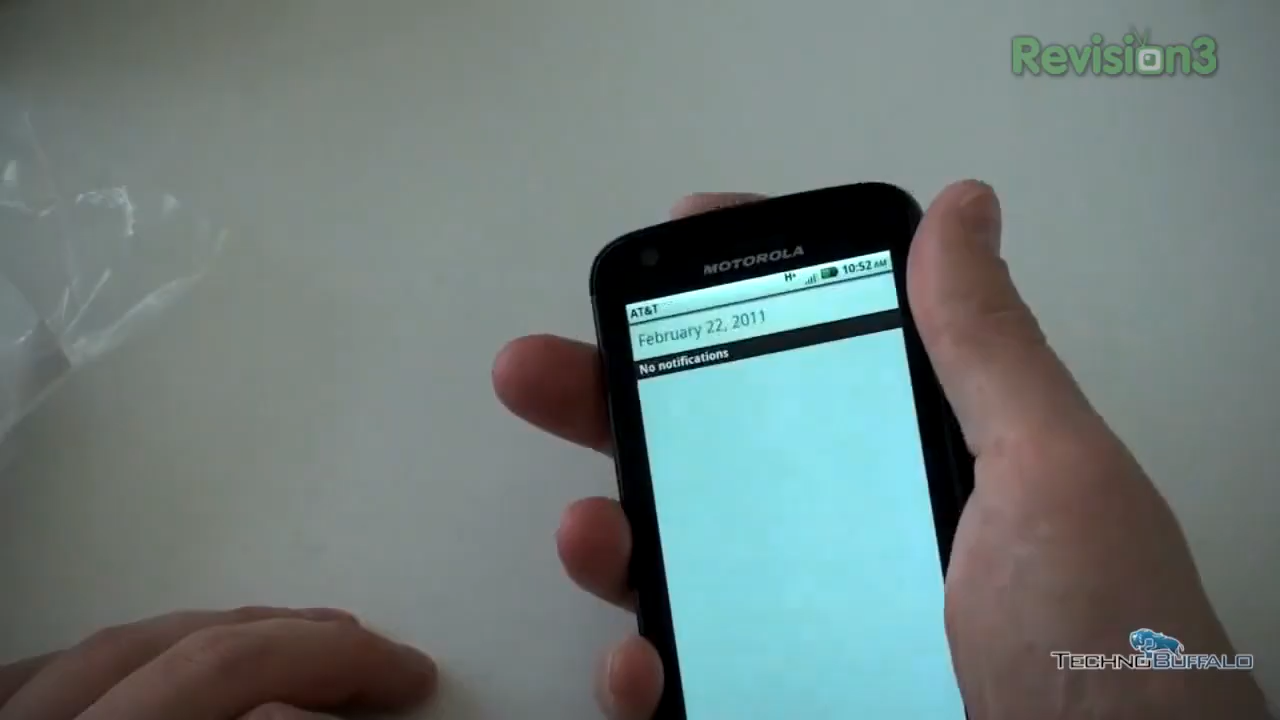 Revision3
MOTOROLA
H+ 10:52 AM
AT&T
February 22, 2011
No notifications
TECHNOBUFFALO